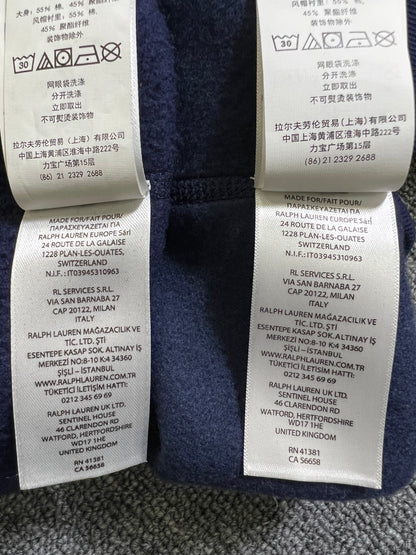 大身: 55% 棉, 45% 聚酯纤维
风帽衬里: 55% 棉,
45% 聚酯纤维
装饰物除外
30
网眼袋洗涤
分开洗涤
立即取出
不可熨烫装饰物
拉尔夫劳伦贸易(上海)有限公司
中国上海黄浦区淮海中路222号
力宝广场第15层
(86) 21 2329 2688
MADE FOR/FAIT POUR/
ΠΑΡΑΣΚΕΥΑΖΕΤΑΙ ΓΙΑ
RALPH LAUREN EUROPE Sàrl
24 ROUTE DE LA GALAISE
1228 PLAN-LES-OUATES,
SWITZERLAND
N.I.F.: IT03945310963
RL SERVICES S.R.L.
VIA SAN BARNABA 27
CAP 20122, MILAN
ITALY
RALPH LAUREN MAĞAZACILIK VE
TİC. LTD. ŞTİ.
ESENTEPE KASAP SOK. ALTINAY İŞ
MERKEZİ NO:8-10 K:4 34360
ŞİŞLİ – İSTANBUL
WWW.RALPHLAUREN.COM
TÜKETİCİ İLETİŞİM HATTI:
0212 345 69 69
RALPH LAUREN UK LTD.
SENTINEL HOUSE
46 CLARENDON RD
WATFORD, HERTFORDSHIRE
WD17 1HE
UNITED KINGDOM
RN 41381
CA 56658
风帽衬里: 55% 棉,
45% 聚酯纤维
装饰物除外
30
网眼袋洗涤
分开洗涤
立即取出
不可熨烫装饰物
拉尔夫劳伦贸易(上海)有限公司
中国上海黄浦区淮海中路222号
力宝广场第15层
(86) 21 2329 2688
MADE FOR/FAIT POUR/
ΠΑΡΑΣΚΕΥΑΖΕΤΑΙ ΓΙΑ
RALPH LAUREN EUROPE Sàrl
24 ROUTE DE LA GALAISE
1228 PLAN-LES-OUATES,
SWITZERLAND
N.I.F.: IT03945310963
RL SERVICES S.R.L.
VIA SAN BARNABA 27
CAP 20122, MILAN
ITALY
RALPH LAUREN MAĞAZACILIK VE
TİC. LTD. ŞTİ.
ESENTEPE KASAP SOK. ALTINAY İŞ
MERKEZİ NO:8-10 K:4 34360
ŞİŞLİ – İSTANBUL
WWW.RALPHLAUREN.COM
TÜKETİCİ İLETİŞİM HATTI:
0212 345 69 69
RALPH LAUREN UK LTD.
SENTINEL HOUSE
46 CLARENDON RD
WATFORD, HERTFORDSHIRE
WD17 1HE
UNITED KINGDOM
RN 41381
CA 56658